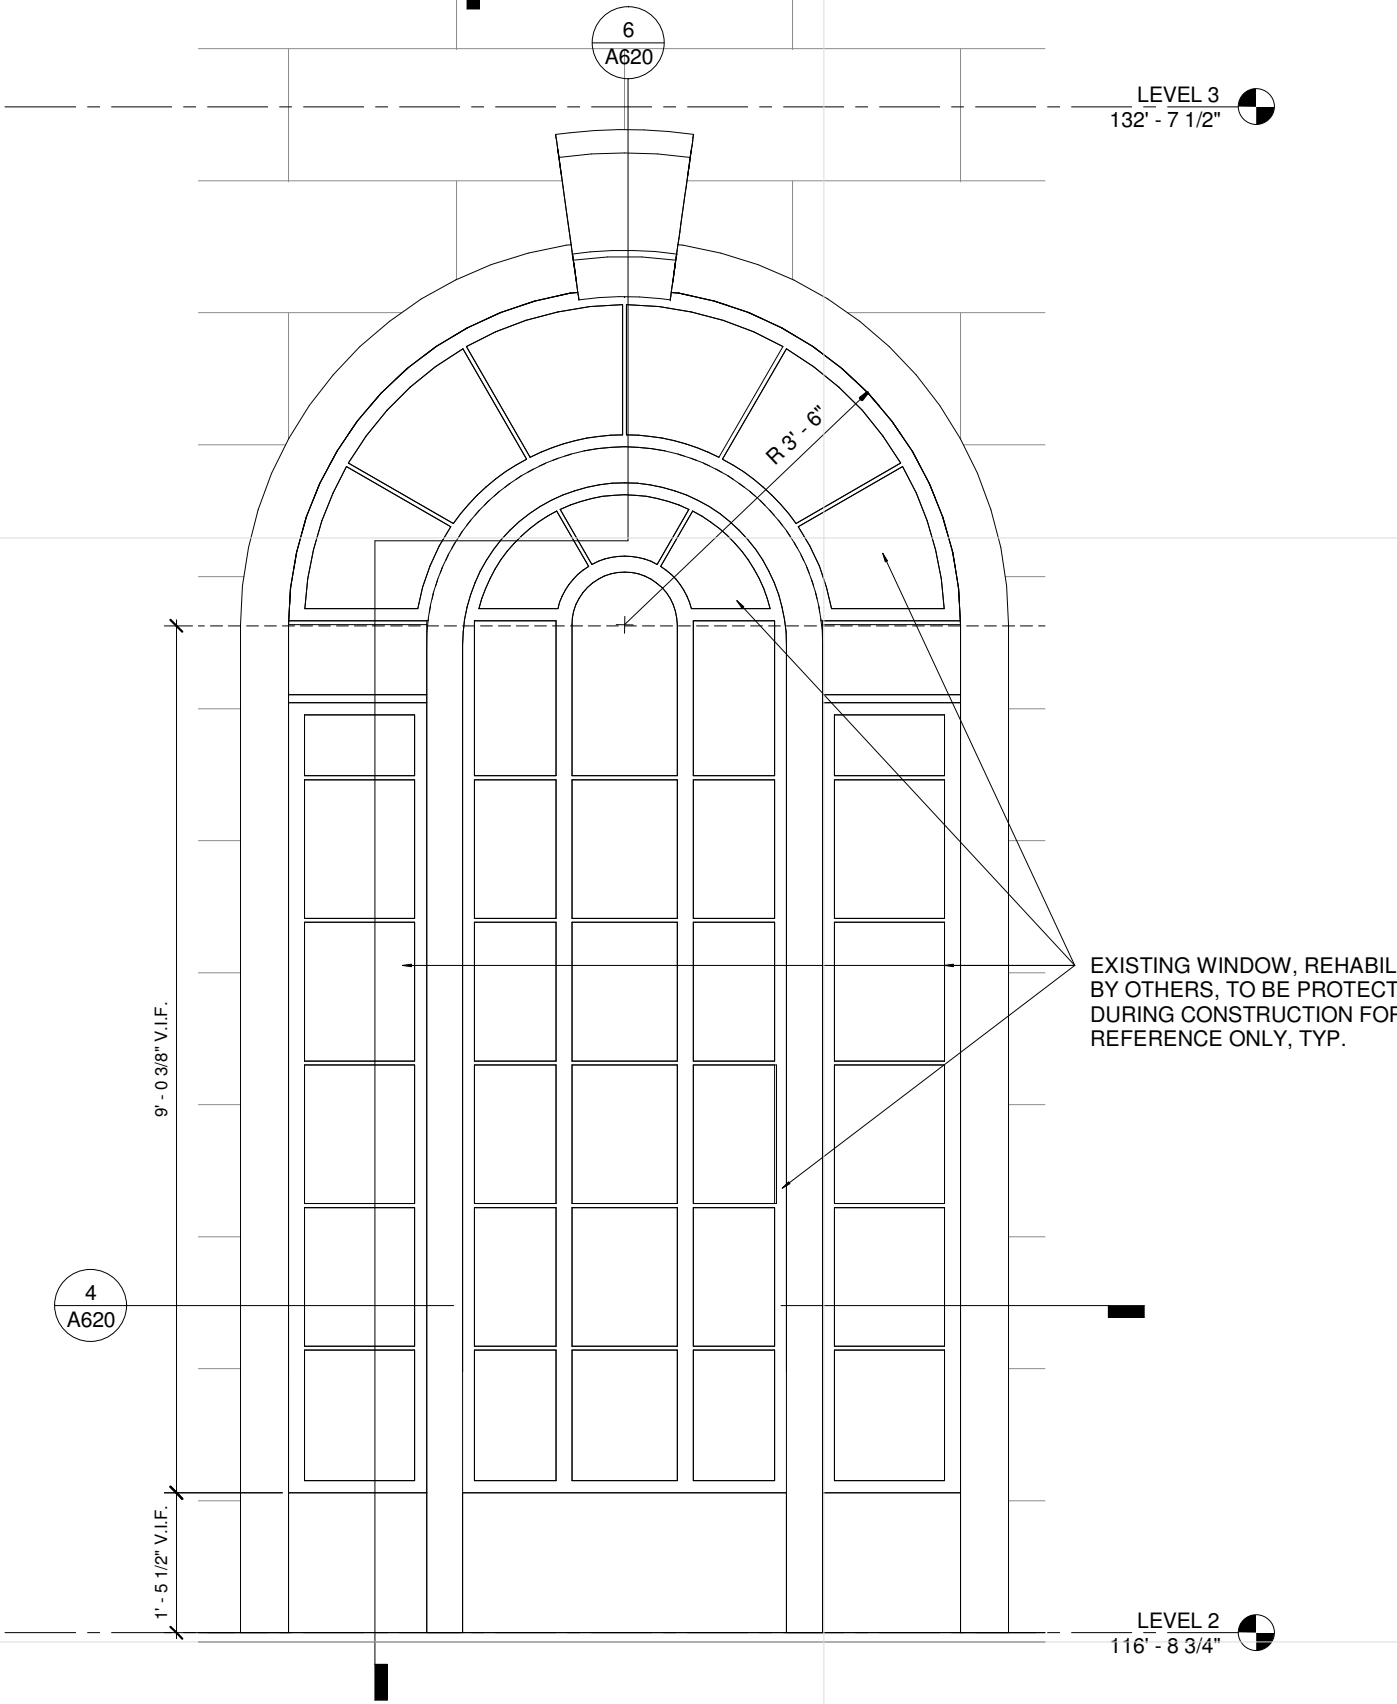 6
A620
LEVEL 3
132' - 7 1/2"
R 3' - 6"
EXISTING WINDOW, REHABIL
BY OTHERS, TO BE PROTECT
DURING CONSTRUCTION FOR
REFERENCE ONLY, TYP.
9' - 0 3/8" V.I.F.
4
A620
1' - 5 1/2" V.I.F.
LEVEL 2
116' - 8 3/4"